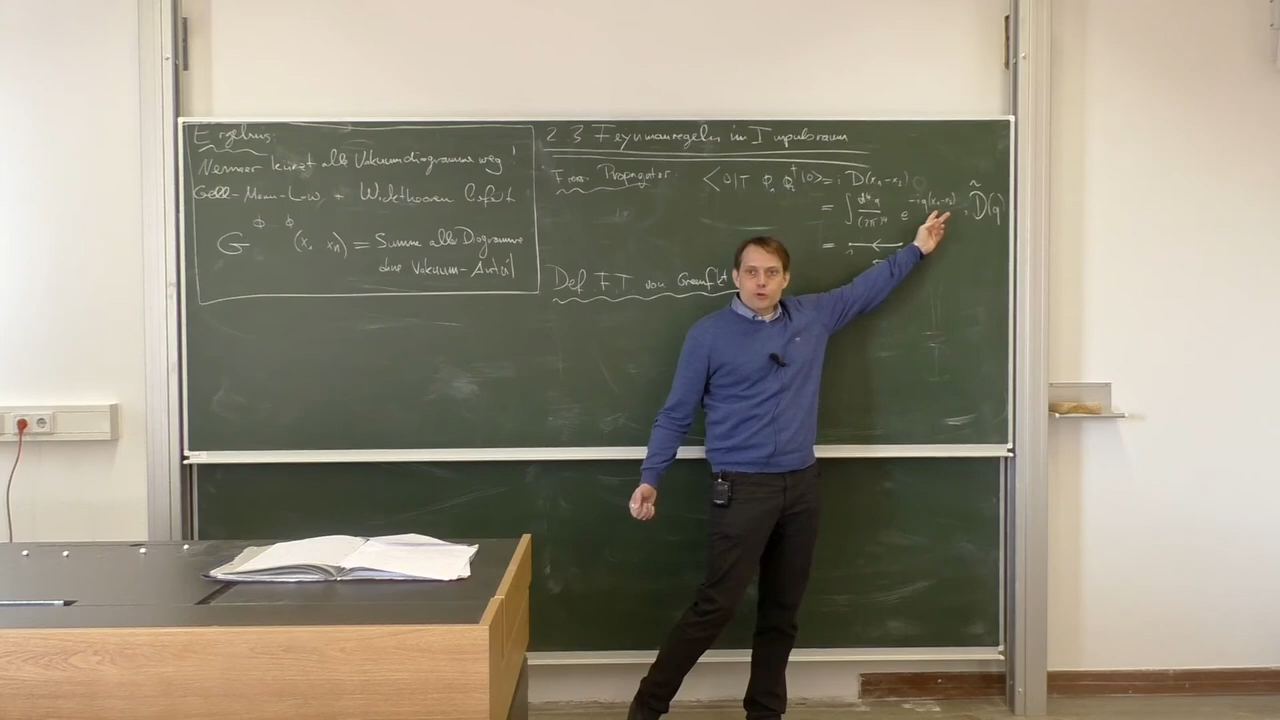 Ergebnis:
Nenner kürzt alle Vakuumdiagramme weg!
Gell-Mann-Low + Wicktheorem liefert
ϕ ϕ
G (x₁ xₙ) = Summe aller Diagramme
ohne Vakuum-Anteil
2.3 Feynmanregeln im Impulsraum
Freier Propagator: <0|T ϕ₁ ϕ₂† |0> = i D(x₁-x₂)
= ∫ d⁴q/(2π)⁴ e^{-iq(x₁-x₂)} i D̃(q)
=
Def F.T. von Greenfkt